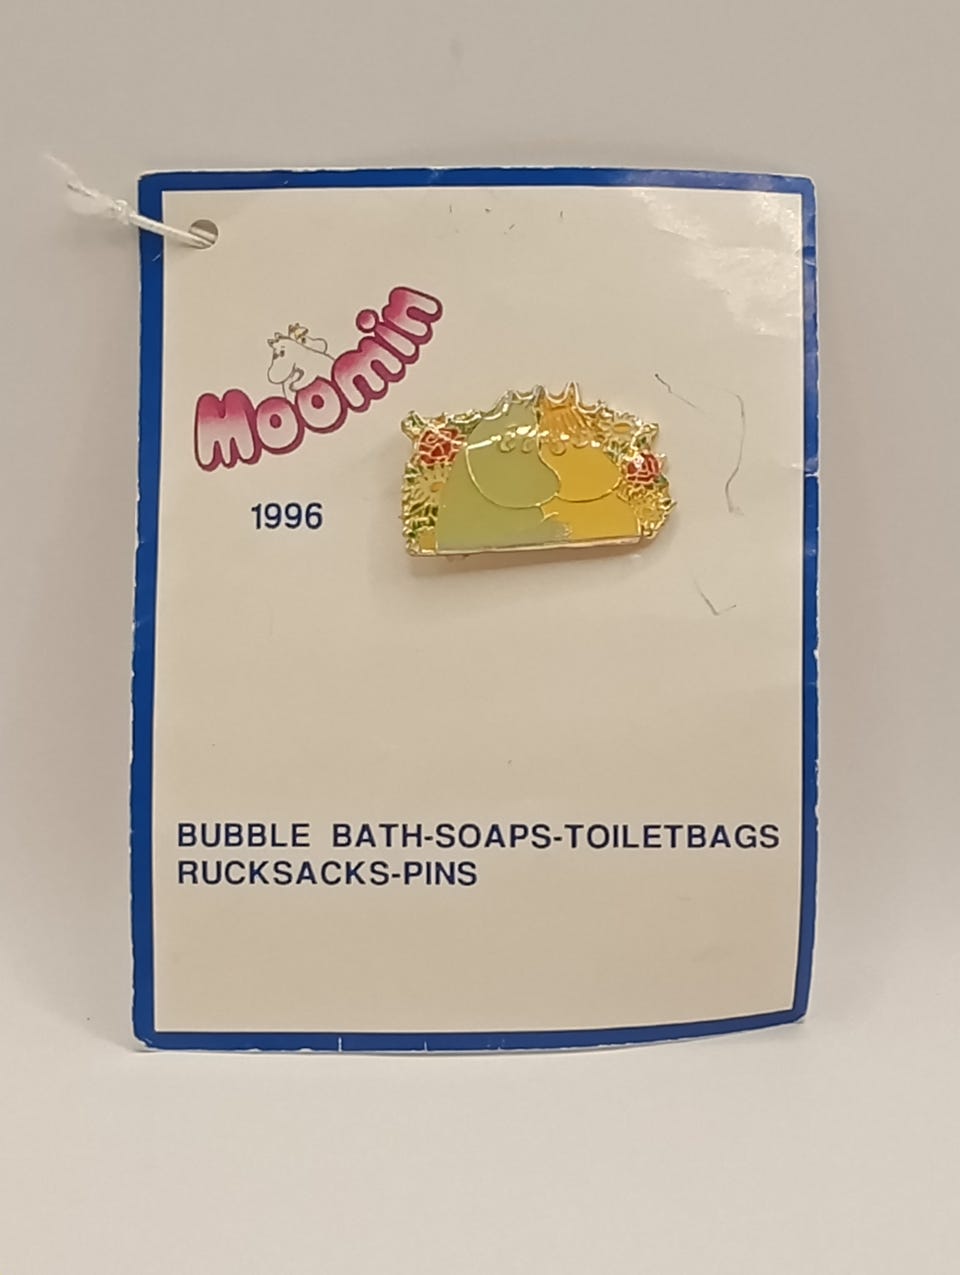 Moomin
1996
BUBBLE BATH-SOAPS-TOILETBAGS
RUCKSACKS-PINS